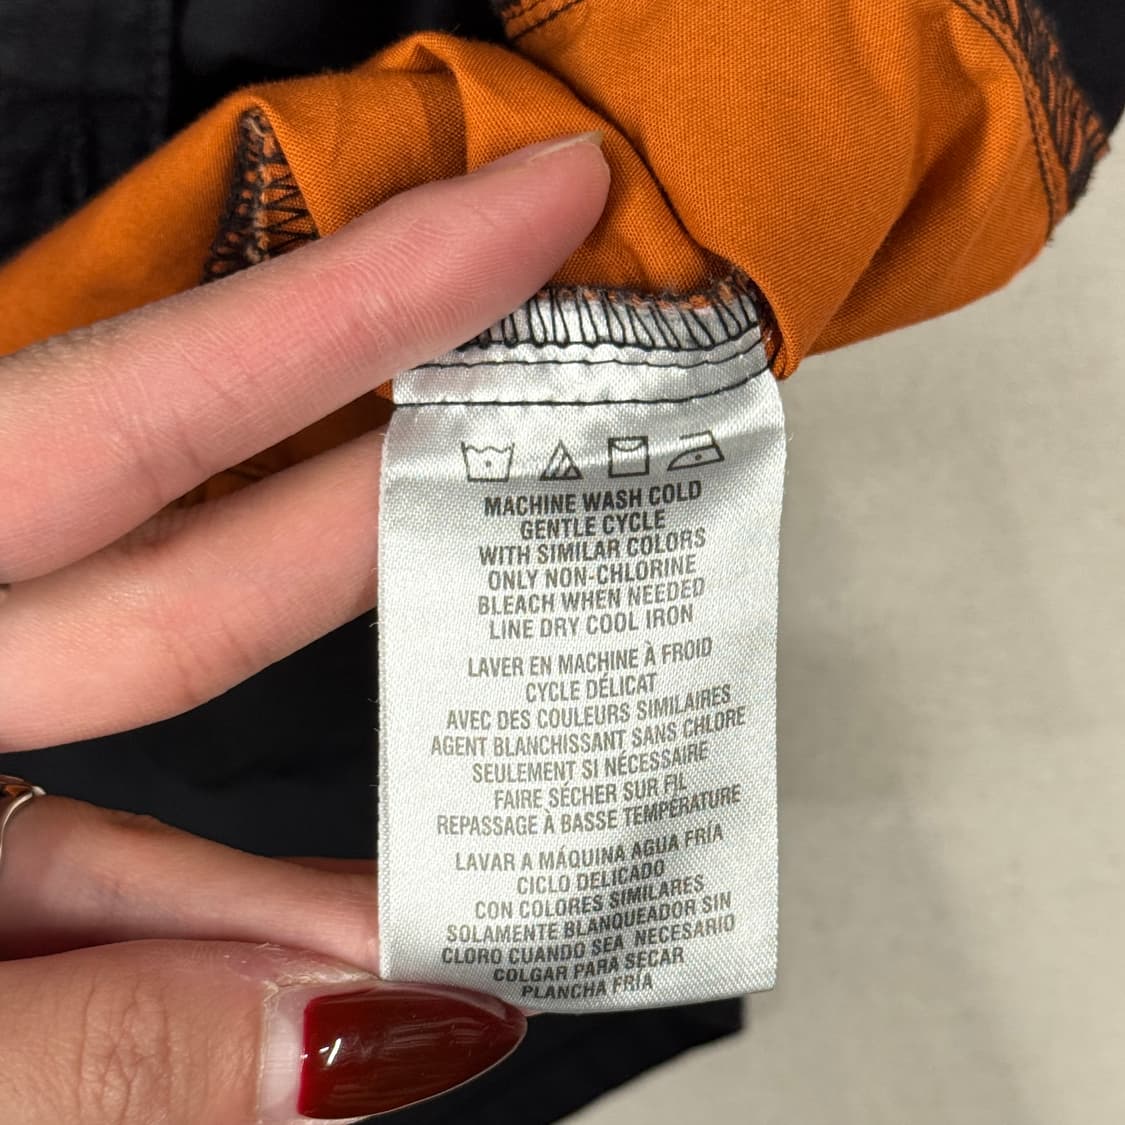 MACHINE WASH COLD
GENTLE CYCLE
WITH SIMILAR COLORS
ONLY NON-CHLORINE
BLEACH WHEN NEEDED
LINE DRY COOL IRON
LAVER EN MACHINE À FROID
CYCLE DÉLICAT
AVEC DES COULEURS SIMILAIRES
AGENT BLANCHISSANT SANS CHLORE
SEULEMENT SI NÉCESSAIRE
FAIRE SÉCHER SUR FIL
REPASSAGE À BASSE TEMPÉRATURE
LAVAR A MÁQUINA AGUA FRÍA
CICLO DELICADO
CON COLORES SIMILARES
SOLAMENTE BLANQUEADOR SIN
CLORO CUANDO SEA NECESARIO
COLGAR PARA SECAR
PLANCHA FRÍA